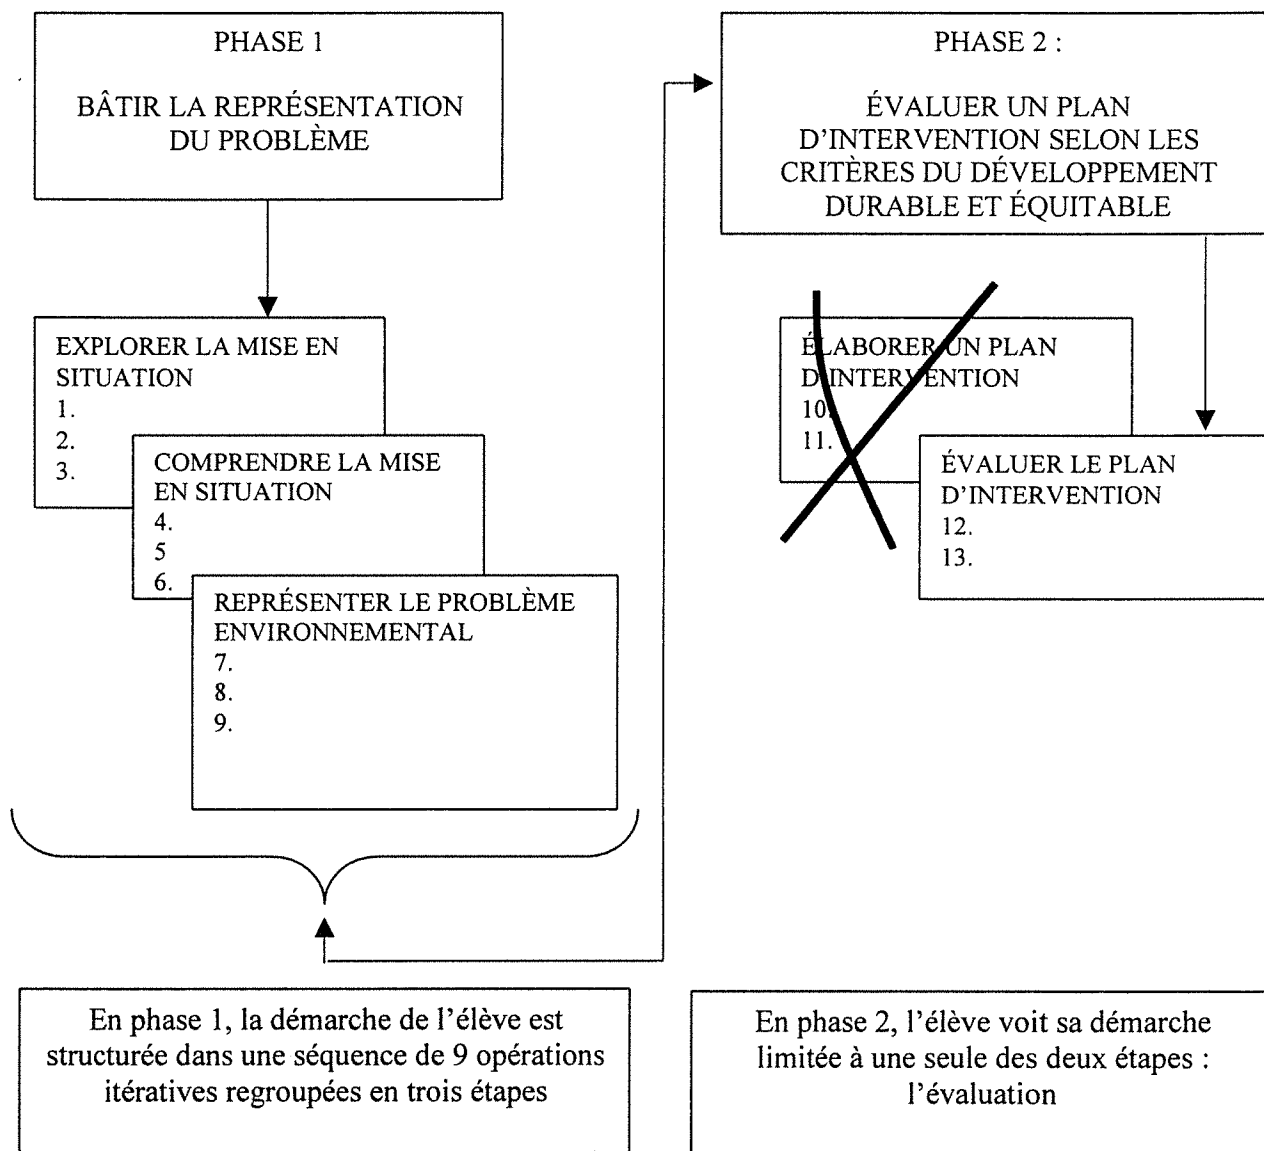 PHASE 1
BÂTIR LA REPRÉSENTATION
DU PROBLÈME
EXPLORER LA MISE EN
SITUATION
1.
2.
3.
COMPRENDRE LA MISE
EN SITUATION
4.
5
6.
REPRÉSENTER LE PROBLÈME
ENVIRONNEMENTAL
7.
8.
9.
En phase 1, la démarche de l'élève est
structurée dans une séquence de 9 opérations
itératives regroupées en trois étapes
PHASE 2 :
ÉVALUER UN PLAN
D'INTERVENTION SELON LES
CRITÈRES DU DÉVELOPPEMENT
DURABLE ET ÉQUITABLE
ÉLABORER UN PLAN
D'INTERVENTION
10.
11.
ÉVALUER LE PLAN
D'INTERVENTION
12.
13.
En phase 2, l'élève voit sa démarche
limitée à une seule des deux étapes :
l'évaluation